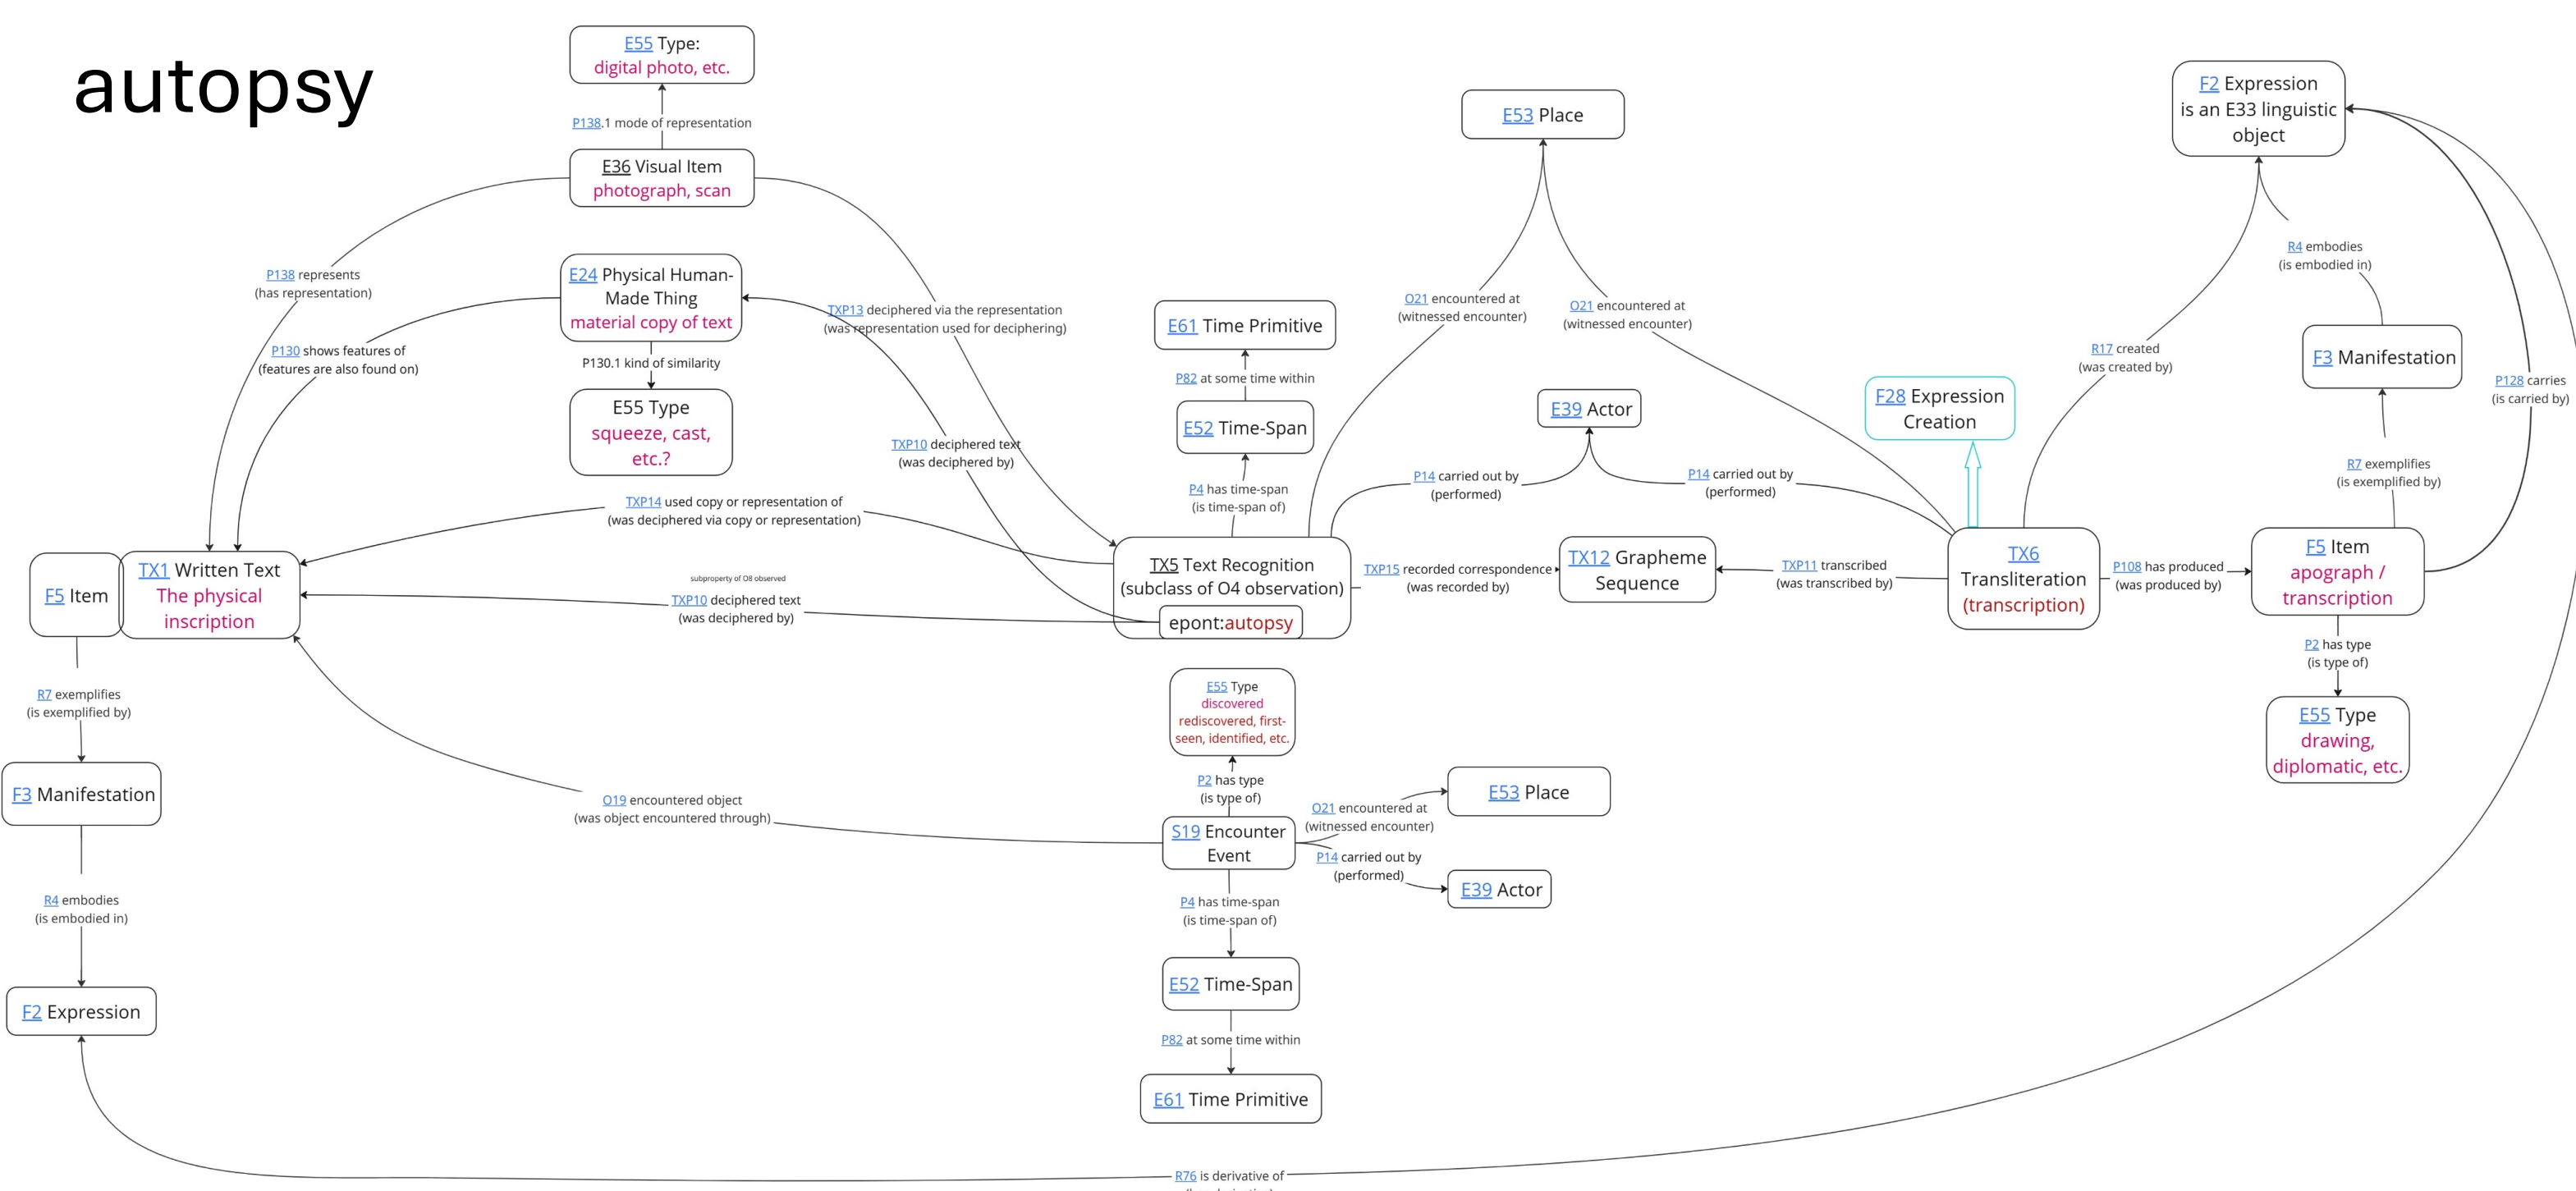 autopsy
E55 Type:
digital photo, etc.
P138.1 mode of representation
E36 Visual Item
photograph, scan
P138 represents
(has representation)
E24 Physical Human-
Made Thing
material copy of text
P130 shows features of
(features are also found on)
P130.1 kind of similarity
E55 Type
squeeze, cast,
etc.?
TXP13 deciphered via the representation
(was representation used for deciphering)
TXP10 deciphered text
(was deciphered by)
TXP14 used copy or representation of
(was deciphered via copy or representation)
F5 Item
TX1 Written Text
The physical
inscription
subproperty of O8 observed
TXP10 deciphered text
(was deciphered by)
R7 exemplifies
(is exemplified by)
F3 Manifestation
R4 embodies
(is embodied in)
F2 Expression
O19 encountered object
(was object encountered through)
E61 Time Primitive
P82 at some time within
E52 Time-Span
P4 has time-span
(is time-span of)
TX5 Text Recognition
(subclass of O4 observation)
epont:autopsy
E55 Type
discovered
rediscovered, first-
seen, identified, etc.
P2 has type
(is type of)
S19 Encounter
Event
O21 encountered at
(witnessed encounter)
E53 Place
P14 carried out by
(performed)
E39 Actor
P4 has time-span
(is time-span of)
E52 Time-Span
P82 at some time within
E61 Time Primitive
E53 Place
O21 encountered at
(witnessed encounter)
O21 encountered at
(witnessed encounter)
E39 Actor
P14 carried out by
(performed)
P14 carried out by
(performed)
TXP15 recorded correspondence
(was recorded by)
TX12 Grapheme
Sequence
TXP11 transcribed
(was transcribed by)
F28 Expression
Creation
TX6
Transliteration
(transcription)
R17 created
(was created by)
F2 Expression
is an E33 linguistic
object
R4 embodies
(is embodied in)
F3 Manifestation
R7 exemplifies
(is exemplified by)
P128 carries
(is carried by)
P108 has produced
(was produced by)
F5 Item
apograph /
transcription
P2 has type
(is type of)
E55 Type
drawing,
diplomatic, etc.
R76 is derivative of